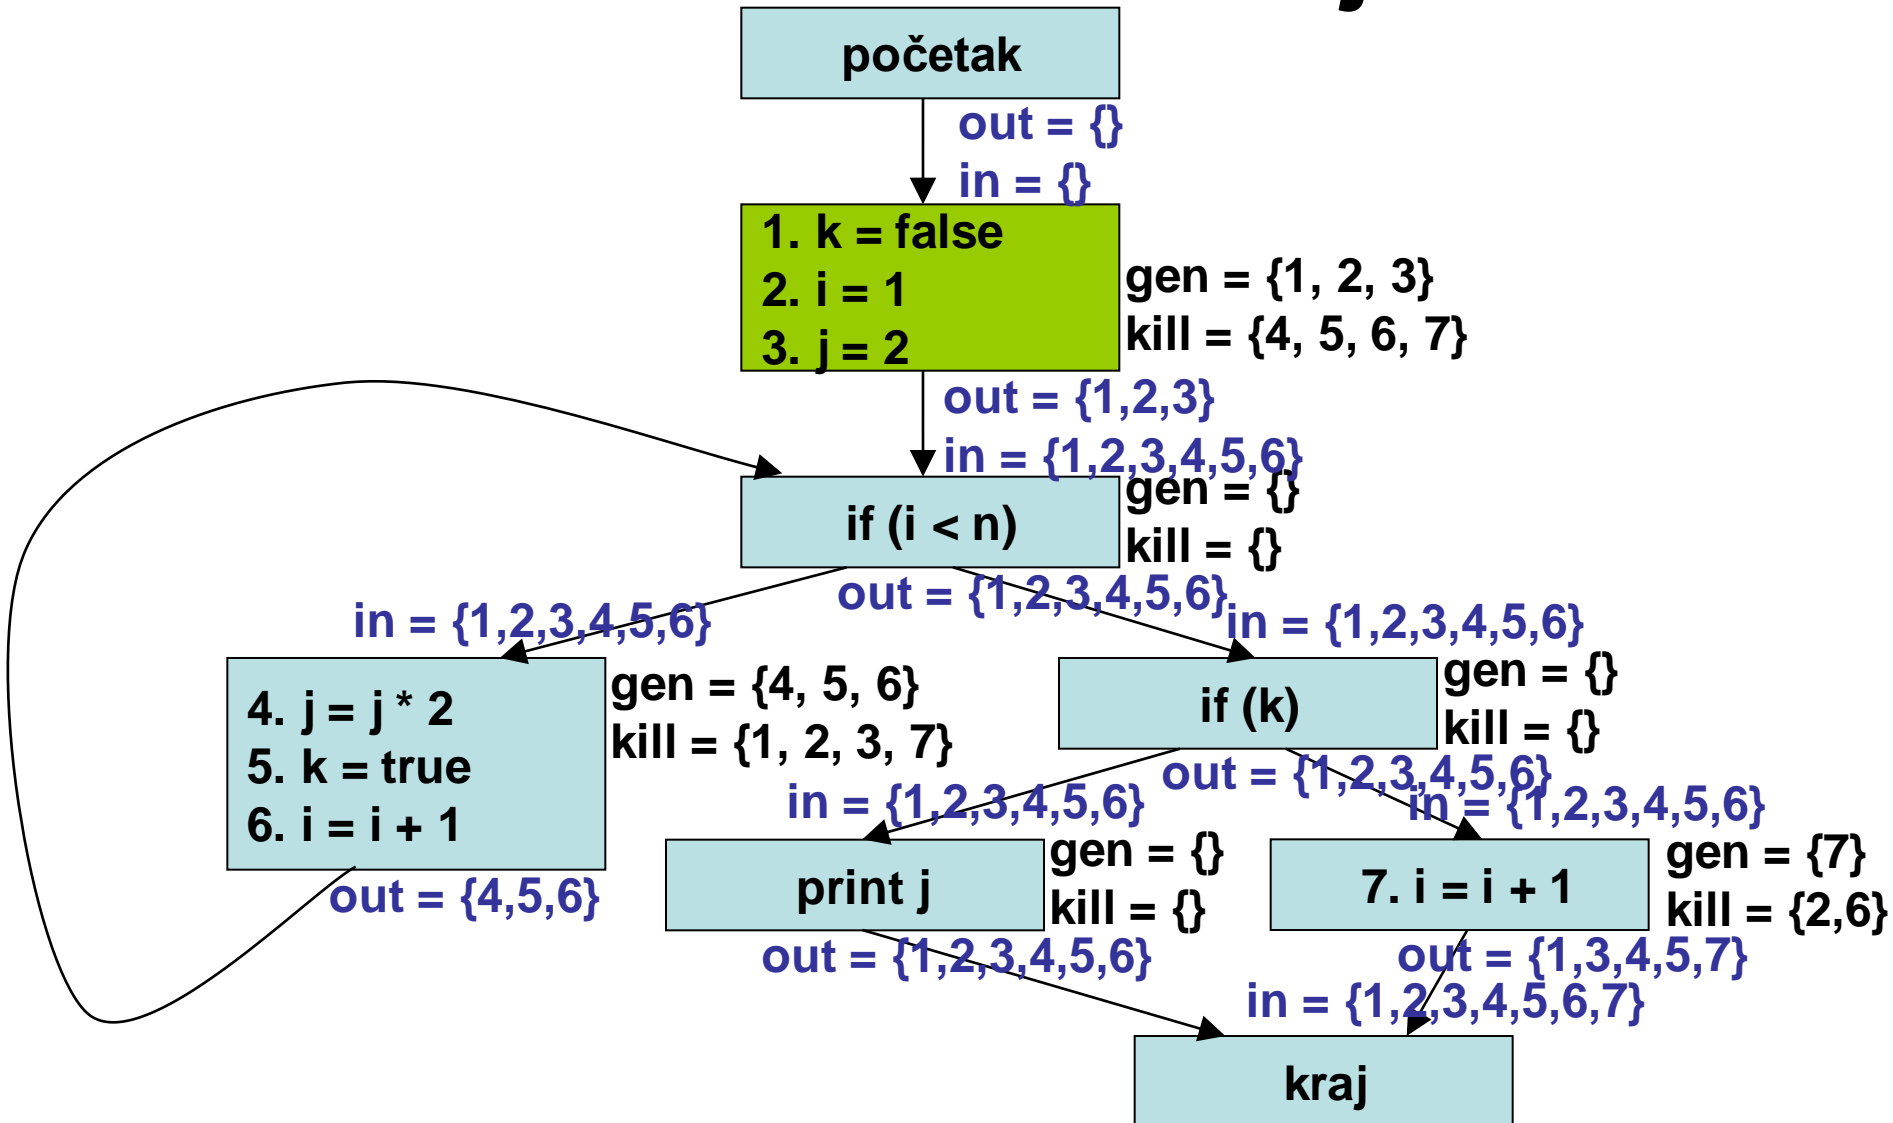 početak
out = {}
in = {}
1. k = false
2. i = 1
3. j = 2
gen = {1, 2, 3}
kill = {4, 5, 6, 7}
out = {1,2,3}
in = {1,2,3,4,5,6}
if (i < n)
gen = {}
kill = {}
out = {1,2,3,4,5,6}
in = {1,2,3,4,5,6}
4. j = j * 2
5. k = true
6. i = i + 1
gen = {4, 5, 6}
kill = {1, 2, 3, 7}
out = {4,5,6}
in = {1,2,3,4,5,6}
if (k)
gen = {}
kill = {}
out = {1,2,3,4,5,6}
in = {1,2,3,4,5,6}
print j
gen = {}
kill = {}
out = {1,2,3,4,5,6}
in = {1,2,3,4,5,6}
7. i = i + 1
gen = {7}
kill = {2,6}
out = {1,3,4,5,7}
in = {1,2,3,4,5,6,7}
kraj